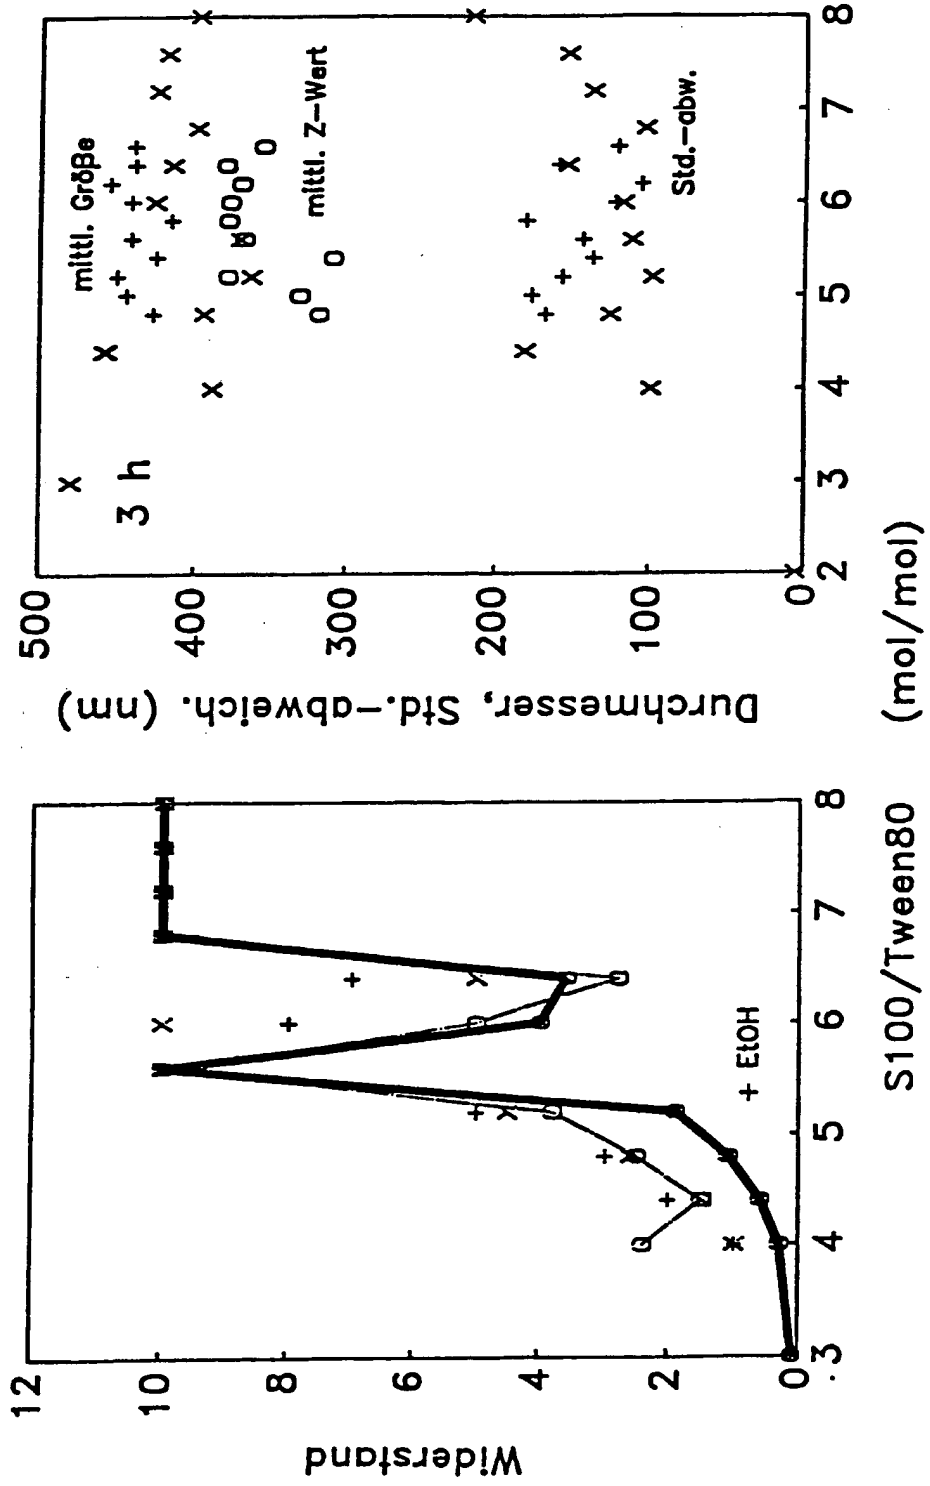 Widerstand
12
10
8
6
4
2
0
3
4
5
6
7
8
+ EtOH
S100/Tween80
(mol/mol)
Durchmesser, Std.-abweich. (nm)
500
400
300
200
100
0
2
3
4
5
6
7
8
3 h
mittl. Größe
mittl. Z-Wert
Std.-abw.